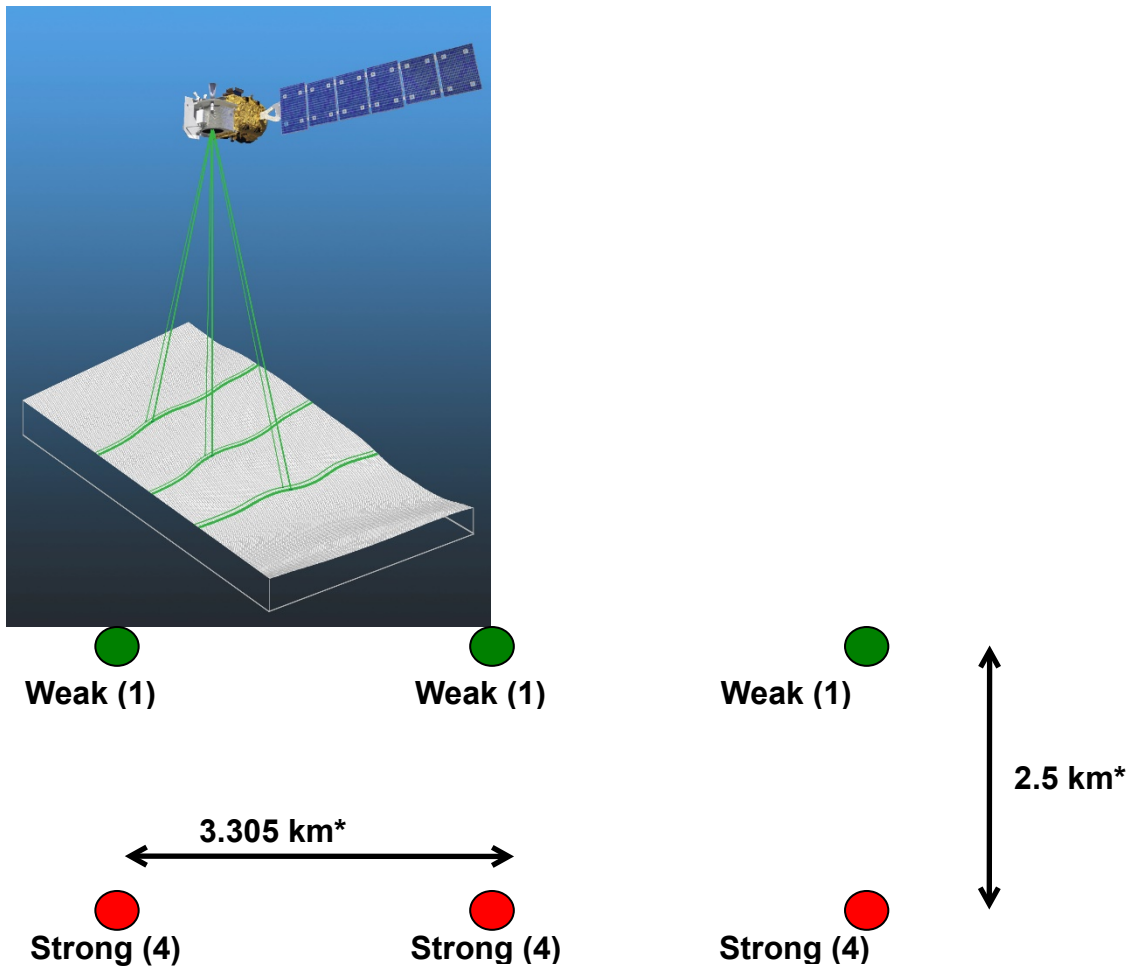 Weak (1) Weak (1) Weak (1)
2.5 km*
3.305 km*
Strong (4) Strong (4) Strong (4)